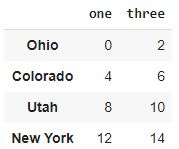 one three
Ohio 0 2
Colorado 4 6
Utah 8 10
New York 12 14